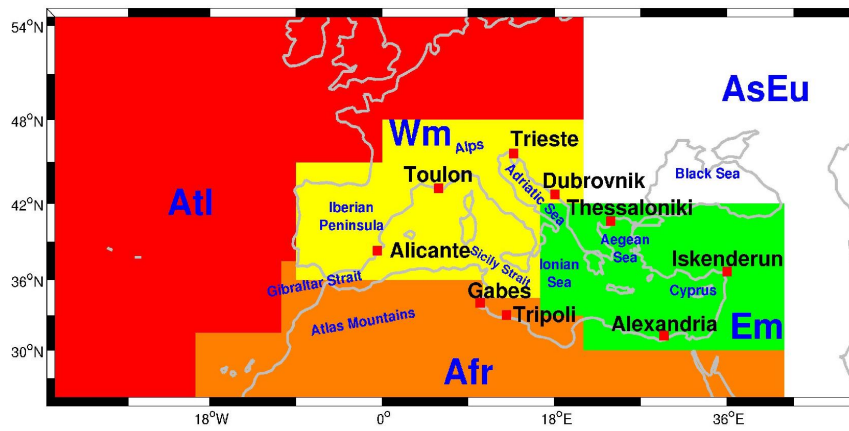 54°N
AsEu
48°N
Wm
Alps
Trieste
Black Sea
Toulon
Adriatic Sea
Dubrovnik
Atl
42°N
Iberian
Peninsula
Thessaloniki
Aegean
Sea
Alicante
Sicily Strait
Ionian
Sea
Iskenderun
36°N
Gibraltar Strait
Gabes
Cyprus
Atlas Mountains
Tripoli
Alexandria
Em
30°N
Afr
18°W
0°
18°E
36°E